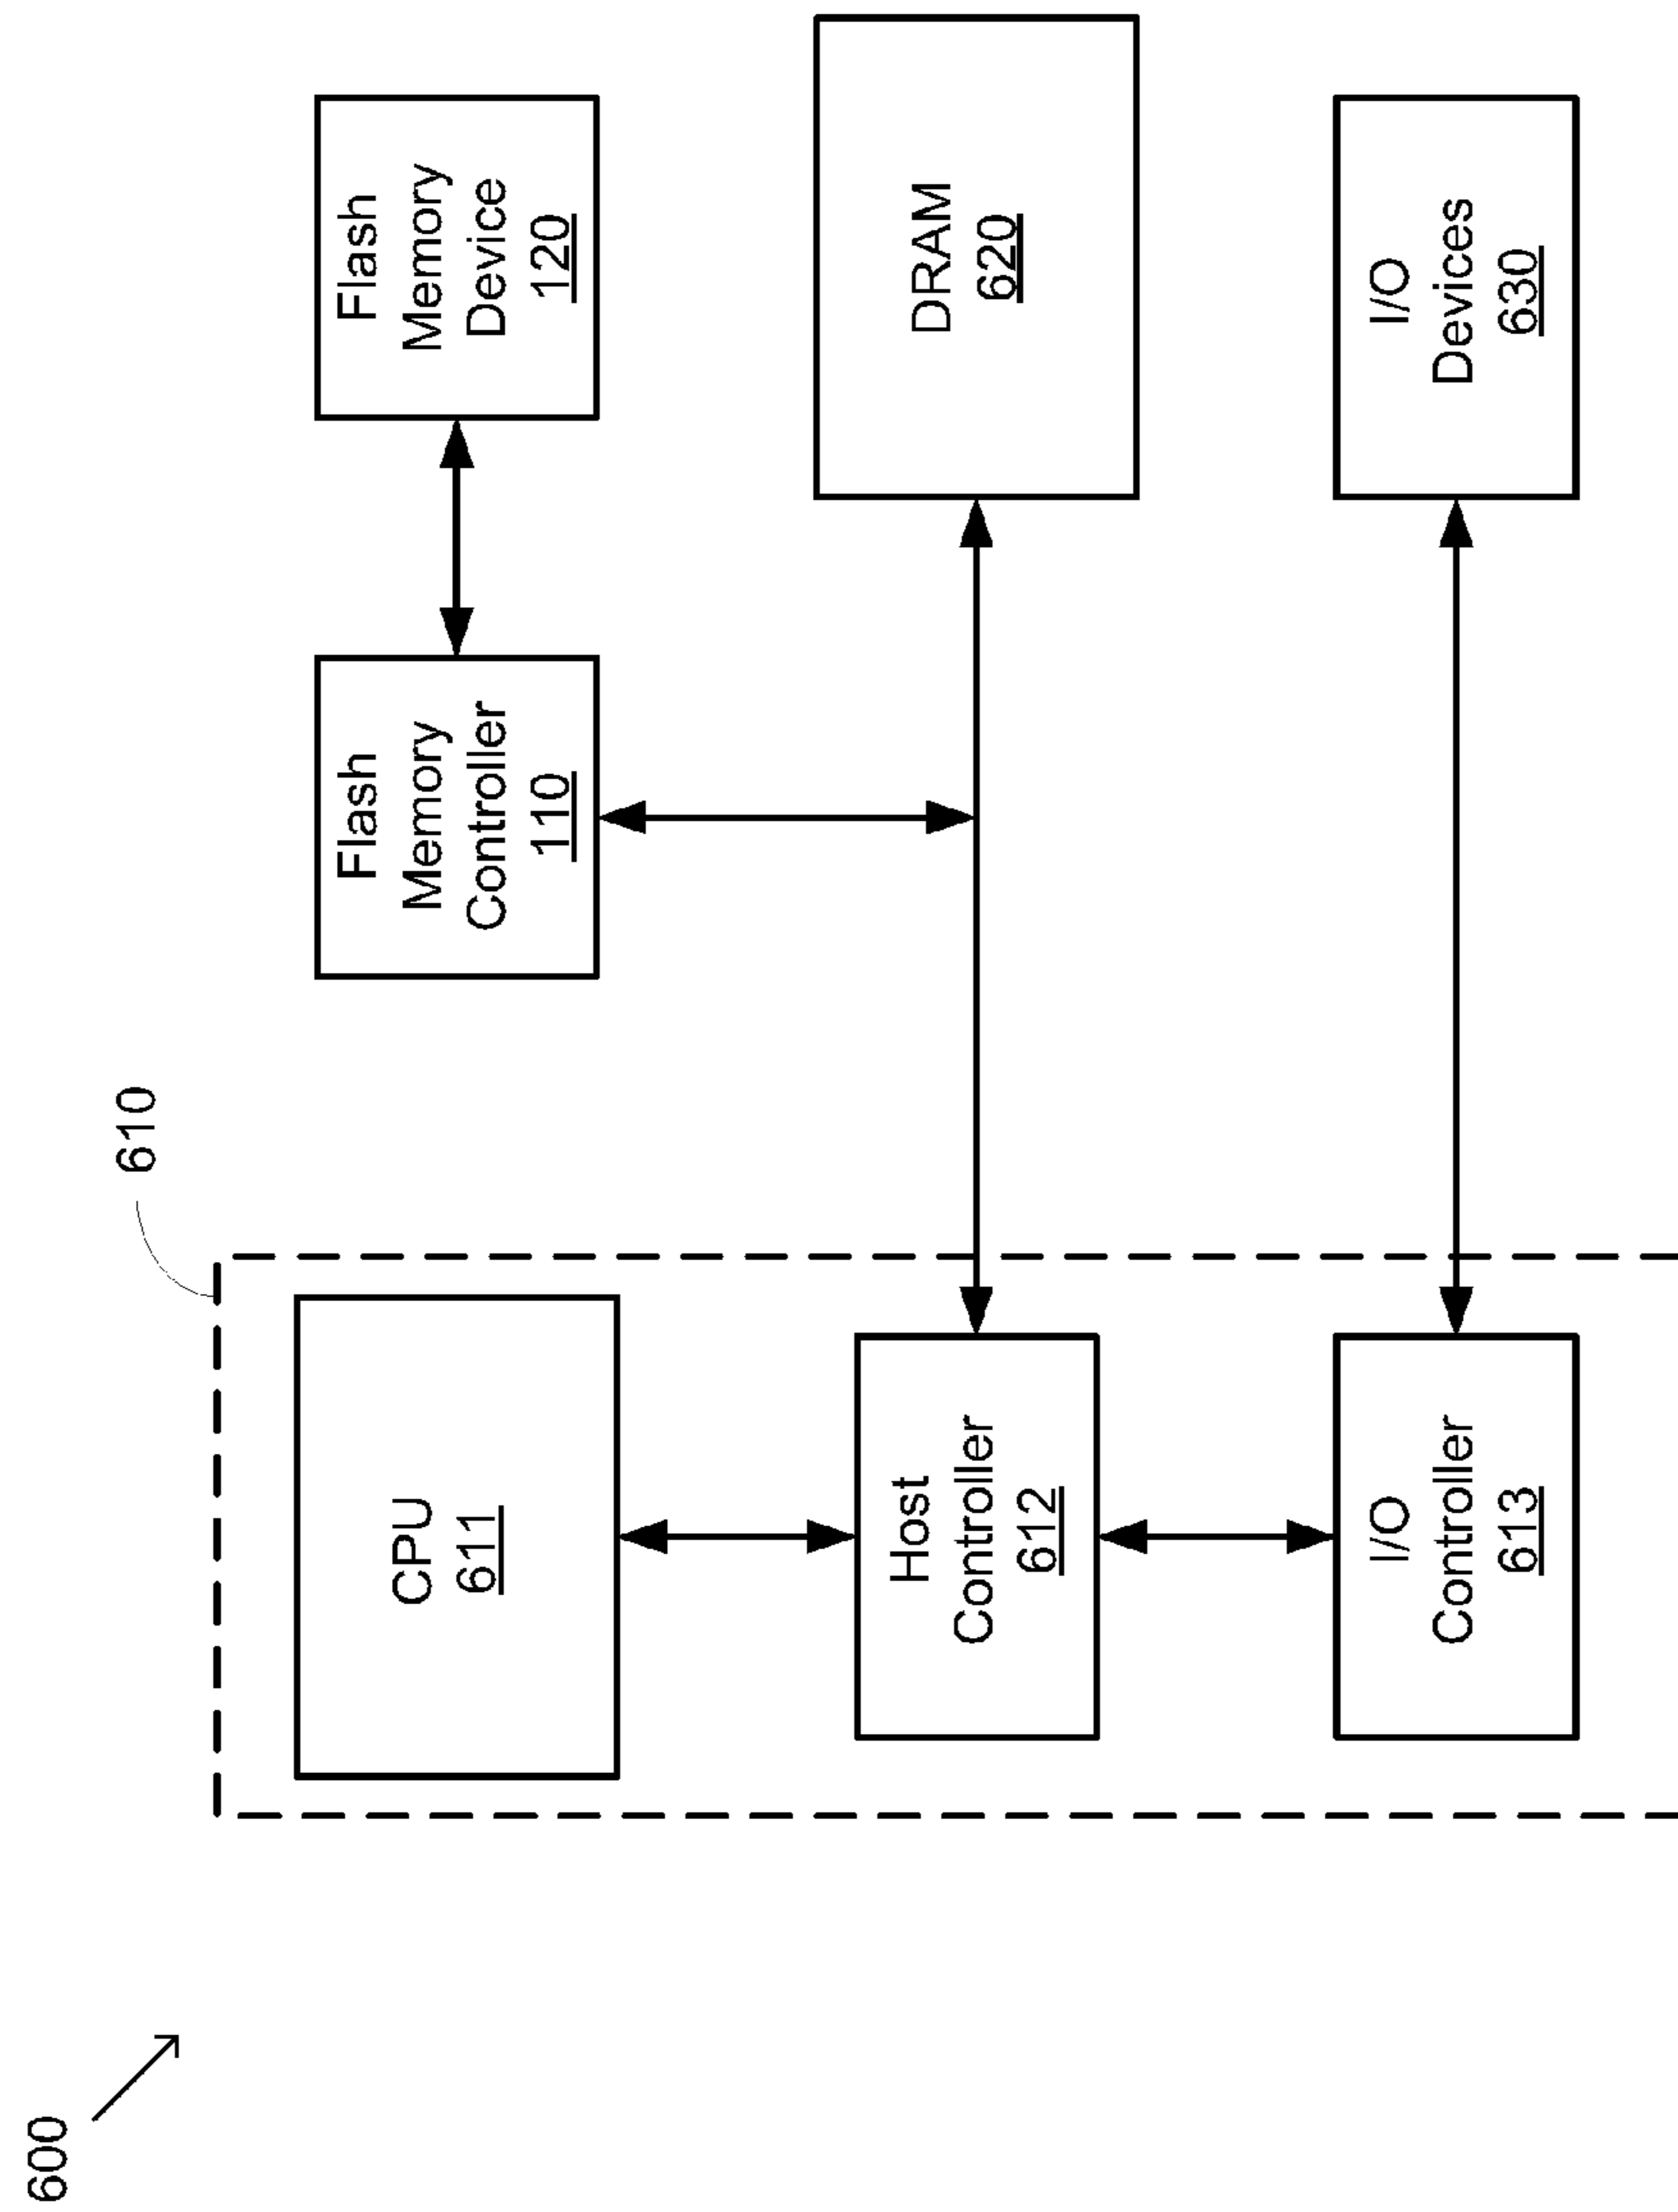 600
610
CPU
611
Flash
Memory
Controller
110
Flash
Memory
Device
120
Host
Controller
612
DRAM
620
I/O
Controller
613
I/O
Devices
630